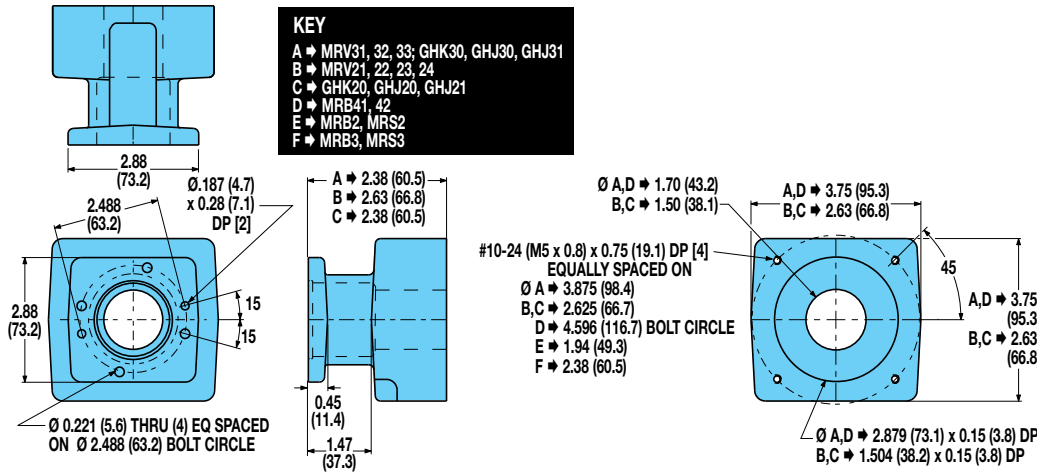 KEY
A ➧ MRV31, 32, 33; GHK30, GHJ30, GHJ31
B ➧ MRV21, 22, 23, 24
C ➧ GHK20, GHJ20, GHJ21
D ➧ MRB41, 42
E ➧ MRB2, MRS2
F ➧ MRB3, MRS3
2.88
(73.2)
2.488
(63.2)
Ø.187 (4.7)
x 0.28 (7.1)
DP [2]
2.88
(73.2)
15
15
Ø 0.221 (5.6) THRU (4) EQ SPACED
ON Ø 2.488 (63.2) BOLT CIRCLE
A ➧ 2.38 (60.5)
B ➧ 2.63 (66.8)
C ➧ 2.38 (60.5)
0.45
(11.4)
1.47
(37.3)
Ø A,D ➧ 1.70 (43.2)
B,C ➧ 1.50 (38.1)
A,D ➧ 3.75 (95.3)
B,C ➧ 2.63 (66.8)
#10-24 (M5 x 0.8) x 0.75 (19.1) DP [4]
EQUALLY SPACED ON
Ø A ➧ 3.875 (98.4)
B,C ➧ 2.625 (66.7)
D ➧ 4.596 (116.7) BOLT CIRCLE
E ➧ 1.94 (49.3)
F ➧ 2.38 (60.5)
45
A,D ➧ 3.75
(95.3
B,C ➧ 2.63
(66.8
Ø A,D ➧ 2.879 (73.1) x 0.15 (3.8) DP
B,C ➧ 1.504 (38.2) x 0.15 (3.8) DP